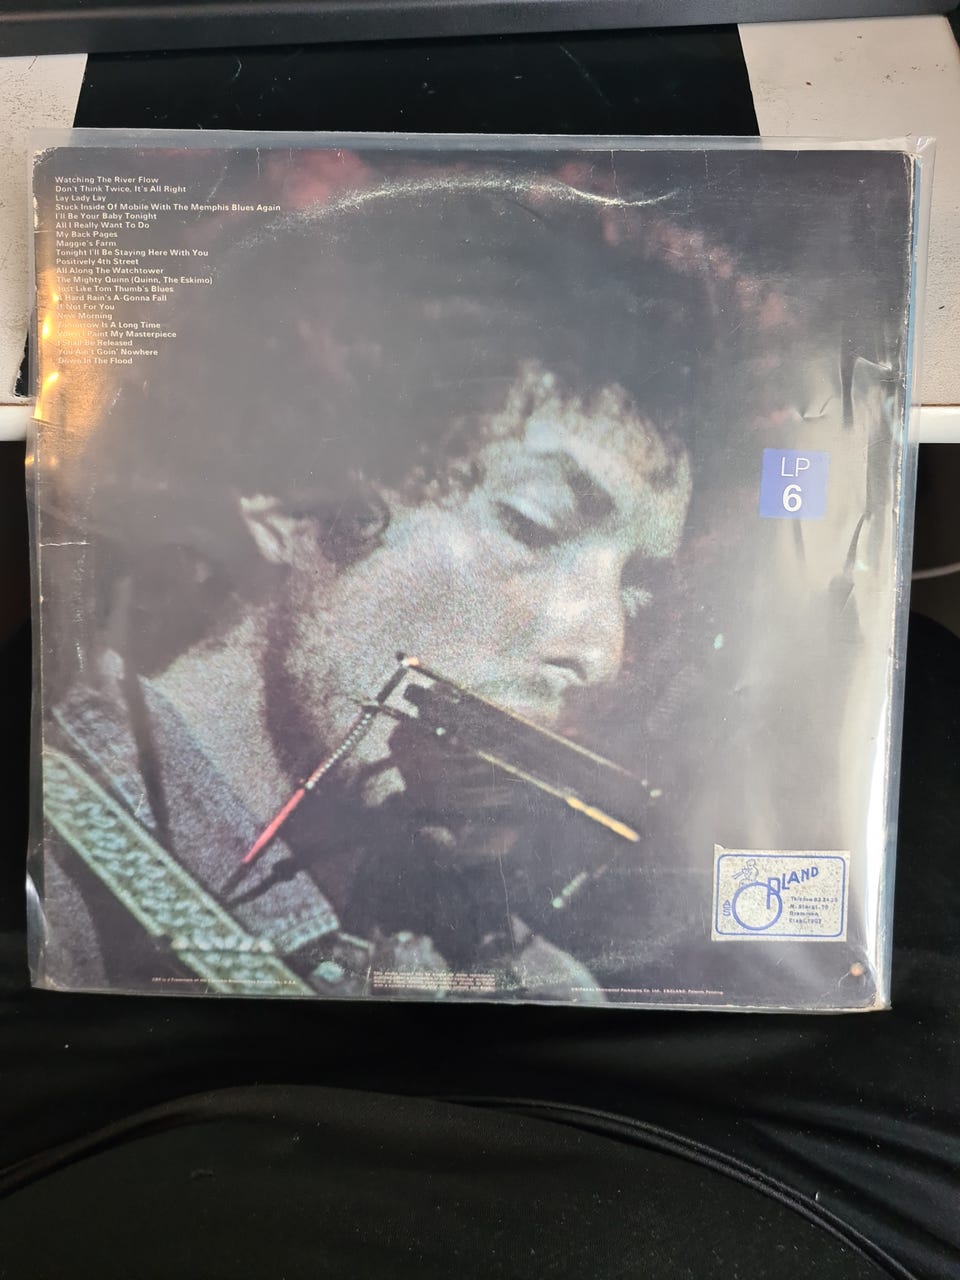 Watching The River Flow
Don't Think Twice, It's All Right
Lay Lady Lay
Stuck Inside Of Mobile With The Memphis Blues Again
I'll Be Your Baby Tonight
All I Really Want To Do
My Back Pages
Maggie's Farm
Tonight I'll Be Staying Here With You
Positively 4th Street
All Along The Watchtower
The Mighty Quinn (Quinn, The Eskimo)
Just Like Tom Thumb's Blues
A Hard Rain's A-Gonna Fall
If Not For You
New Morning
Tomorrow Is A Long Time
When I Paint My Masterpiece
I Shall Be Released
You Ain't Goin' Nowhere
Down In The Flood
LP
6
ORLAND
AS